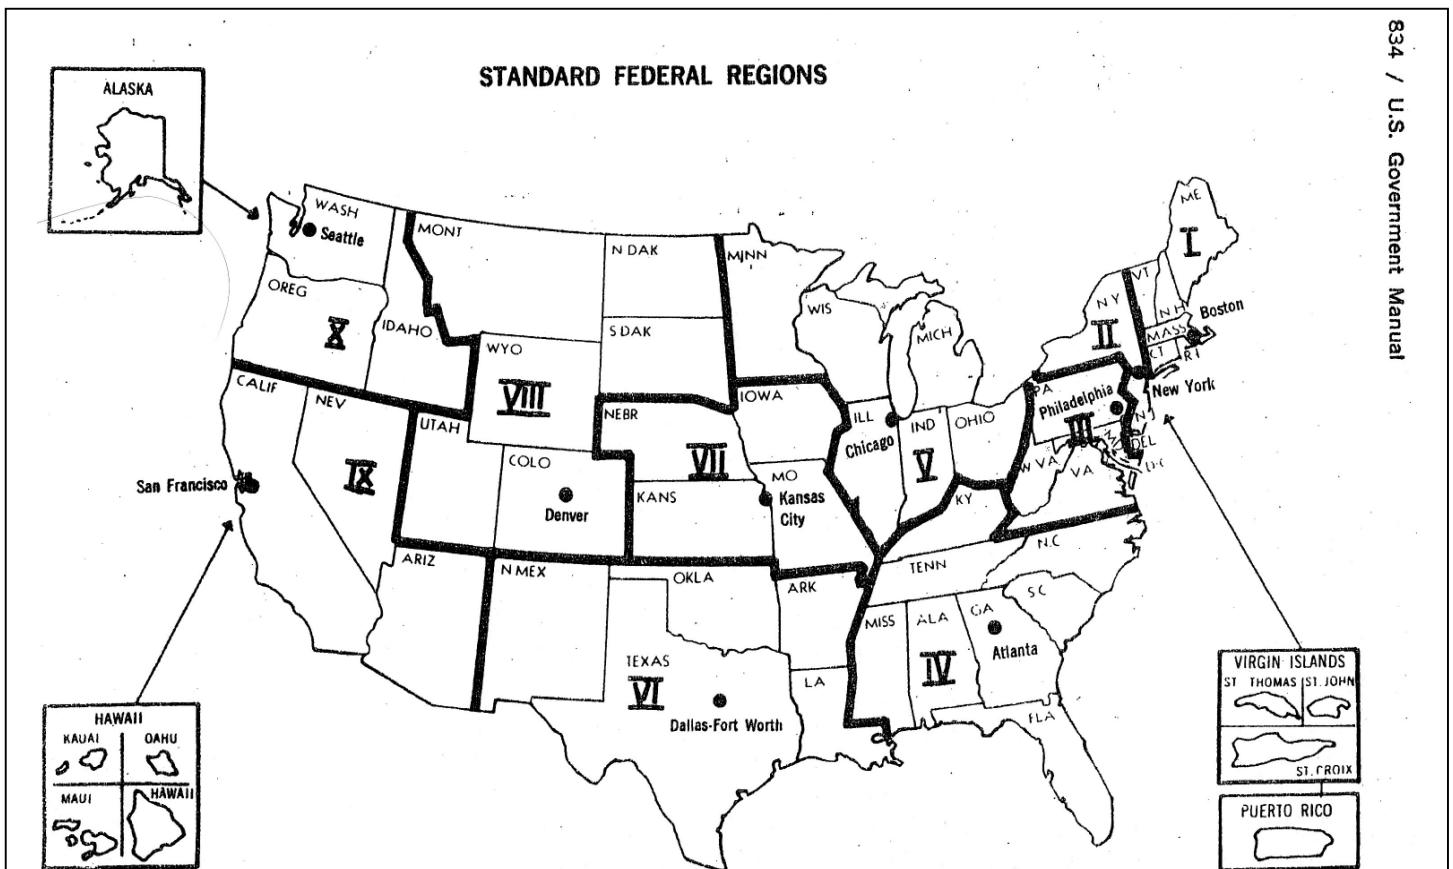 834 / U.S. Government Manual
STANDARD FEDERAL REGIONS
ALASKA
WASH
Seattle
OREG
X
IDAHO
MONT
N DAK
S DAK
WYO
VIII
MINN
WIS
MICH
ME
I
VT
N H
Boston
MASS
CT
R I
N Y
II
New York
CALIF
NEV
IX
San Francisco
UTAH
COLO
Denver
NEBR
VII
KANS
IOWA
MO
Kansas
City
ILL
Chicago
IND
V
OHIO
PA
Philadelphia
III
DEL
D C
W VA
VA
KY
ARIZ
N MEX
OKLA
ARK
TEXAS
VI
Dallas-Fort Worth
LA
TENN
N.C
S C
MISS
ALA
GA
Atlanta
IV
FLA
HAWAII
KAUAI
OAHU
MAUI
HAWAII
VIRGIN ISLANDS
ST THOMAS
ST. JOHN
ST. CROIX
PUERTO RICO